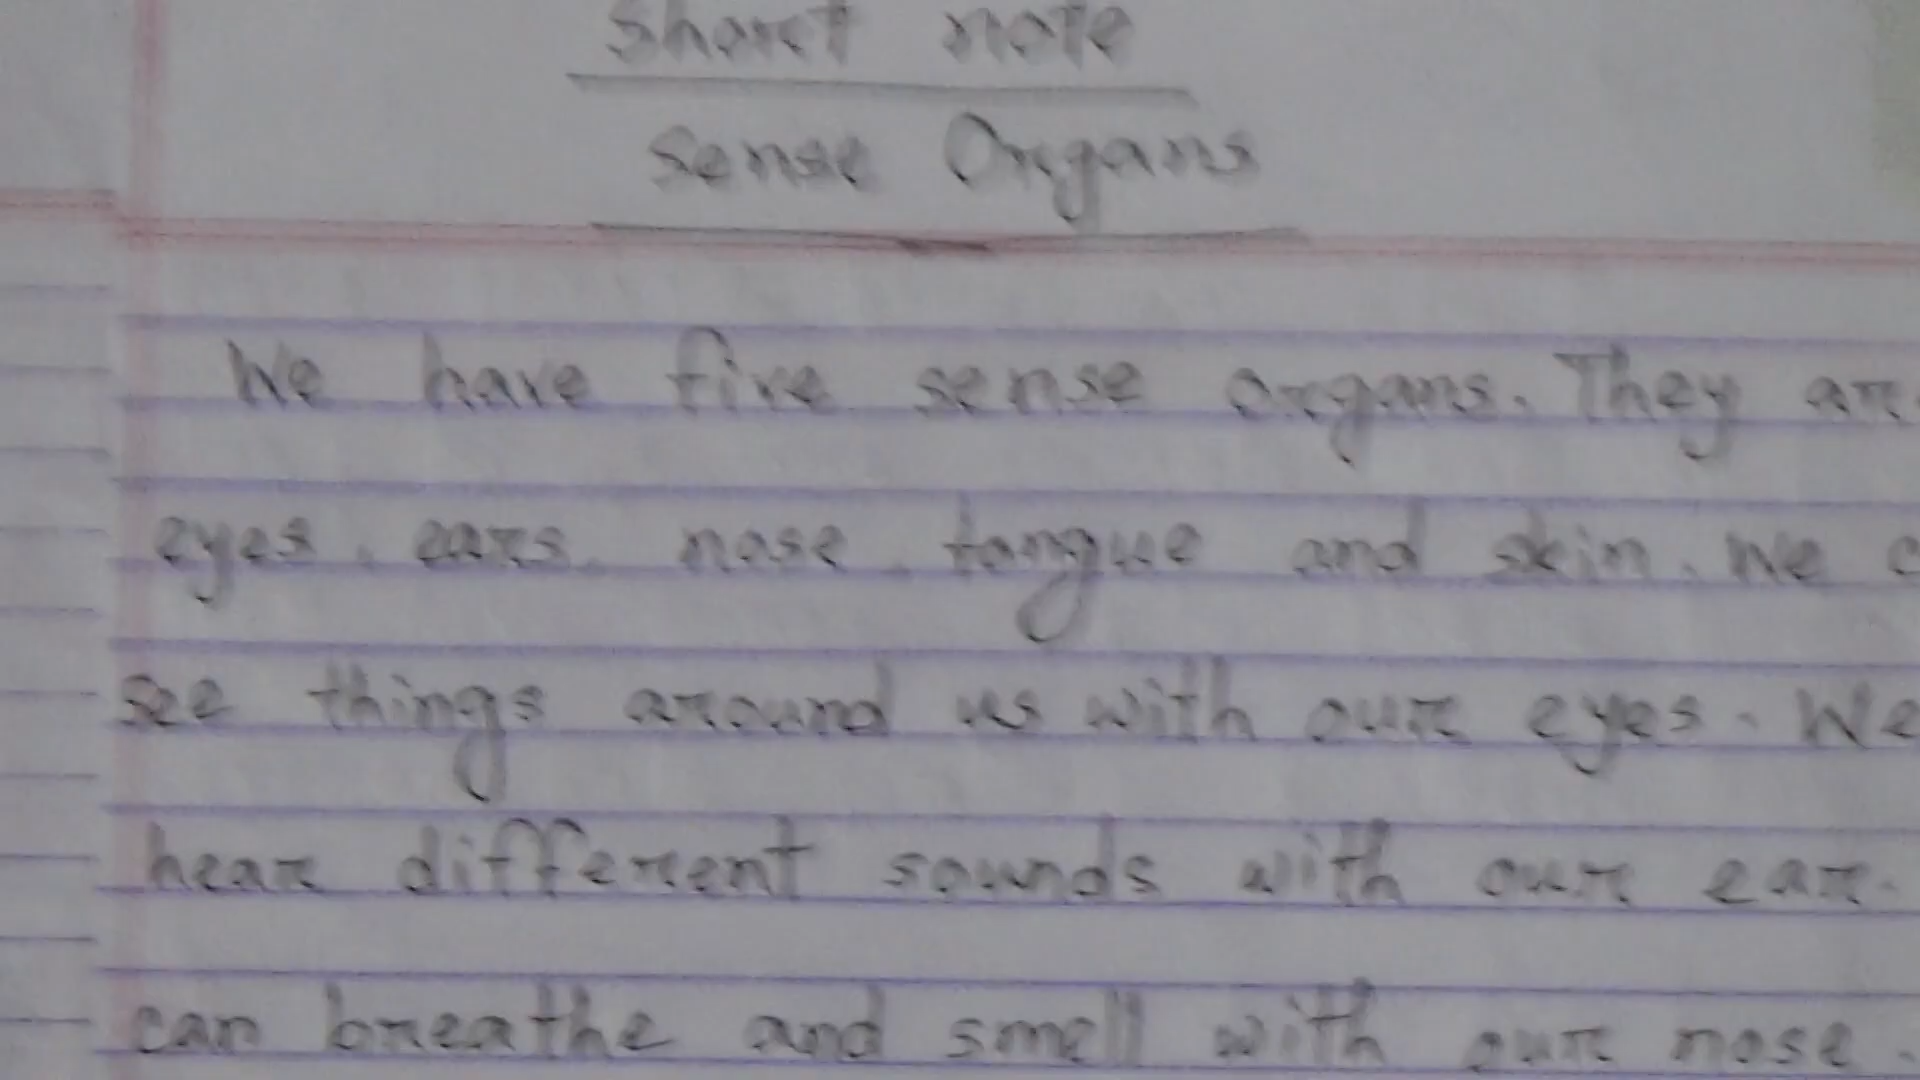 Short note
Sense Organs
We have five sense organs. They ar
eyes, ears, nose, tongue and skin. We c
see things around us with our eyes. We
hear different sounds with our ear.
can breathe and smell with our nose.